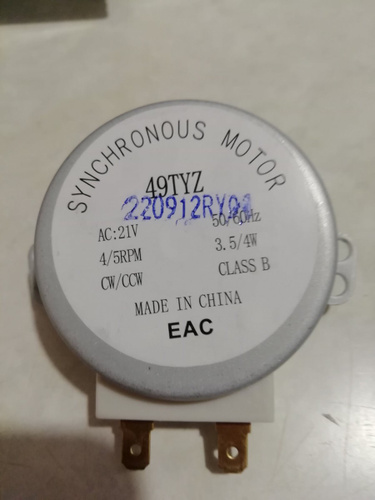 SYNCHRONOUS MOTOR
49TYZ
220912RY04
AC:21V 50/60Hz
4/5RPM 3.5/4W
CW/CCW CLASS B
MADE IN CHINA
EAC